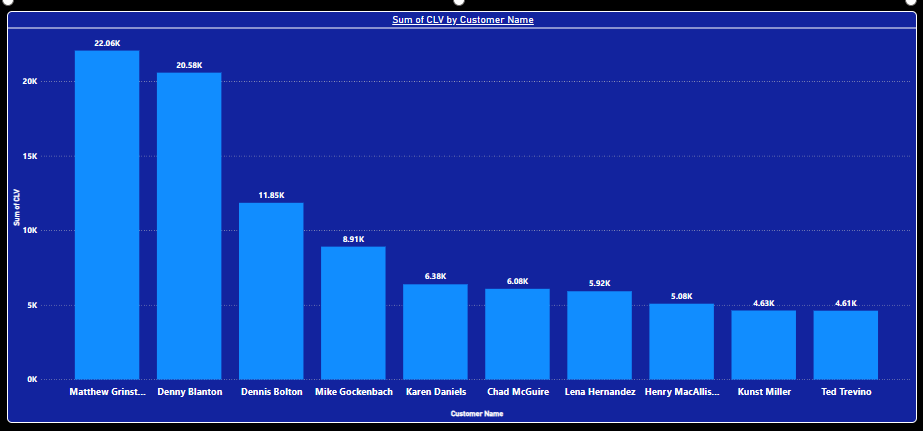 Sum of CLV by Customer Name
22.06K
20.58K
11.85K
8.91K
6.38K
6.08K
5.92K
5.08K
4.63K
4.61K
20K
15K
10K
5K
0K
Sum of CLV
Matthew Grinst... Denny Blanton Dennis Bolton Mike Gockenbach Karen Daniels Chad McGuire Lena Hernandez Henry MacAllis... Kunst Miller Ted Trevino
Customer Name